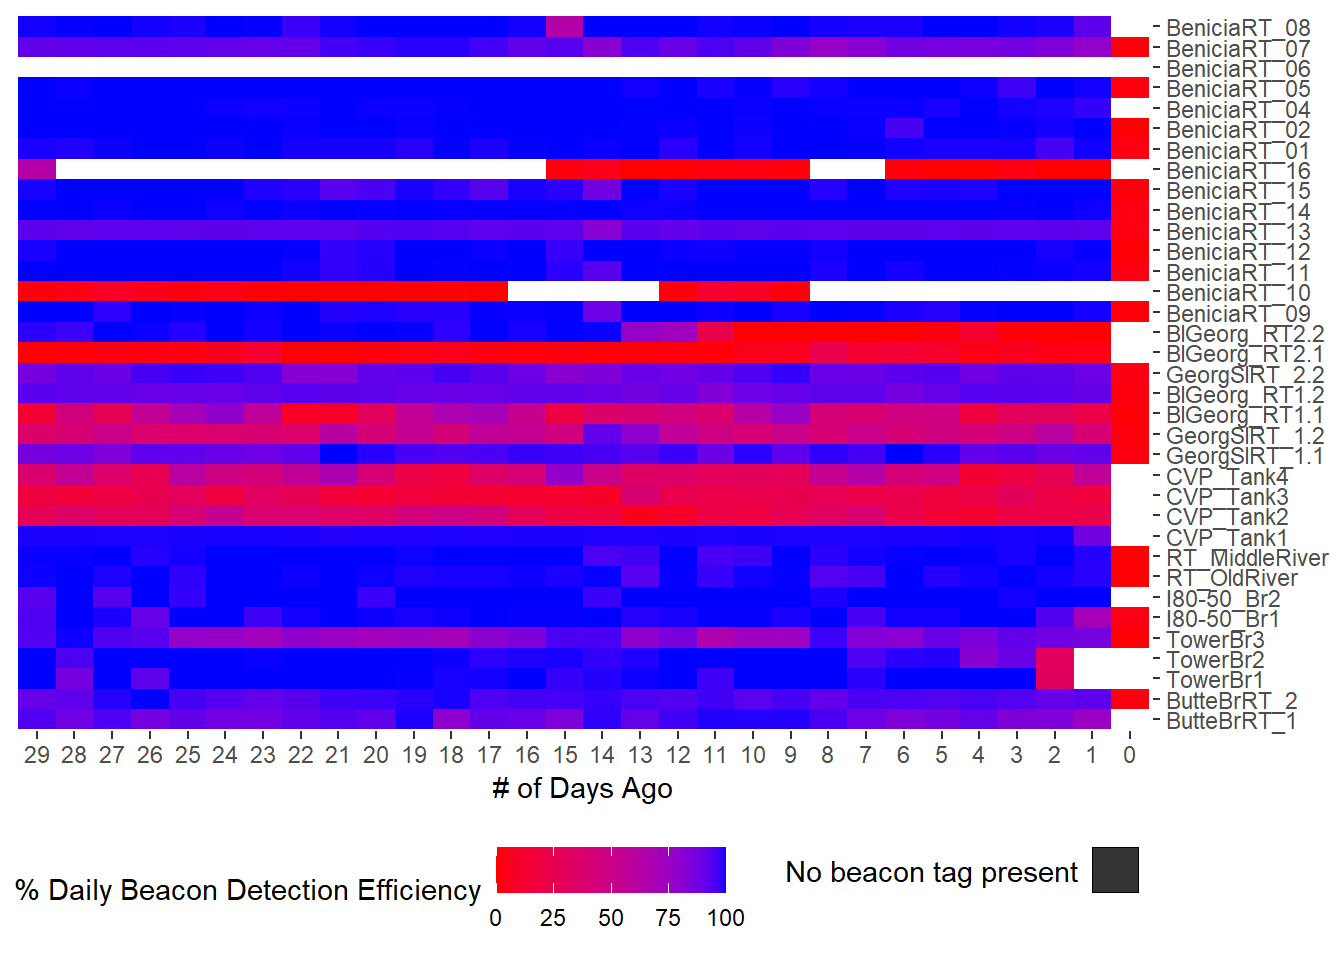 BeniciaRT_08
BeniciaRT_07
BeniciaRT_06
BeniciaRT_05
BeniciaRT_04
BeniciaRT_02
BeniciaRT_01
BeniciaRT_16
BeniciaRT_15
BeniciaRT_14
BeniciaRT_13
BeniciaRT_12
BeniciaRT_11
BeniciaRT_10
BeniciaRT_09
BlGeorg_RT2.2
BlGeorg_RT2.1
GeorgSlRT_2.2
BlGeorg_RT1.2
BlGeorg_RT1.1
GeorgSlRT_1.2
GeorgSlRT_1.1
CVP_Tank4
CVP_Tank3
CVP_Tank2
CVP_Tank1
RT_MiddleRiver
RT_OldRiver
I80-50_Br2
I80-50_Br1
TowerBr3
TowerBr2
TowerBr1
ButteBrRT_2
ButteBrRT_1
29 28 27 26 25 24 23 22 21 20 19 18 17 16 15 14 13 12 11 10 9 8 7 6 5 4 3 2 1 0
# of Days Ago
% Daily Beacon Detection Efficiency
0 25 50 75 100
No beacon tag present